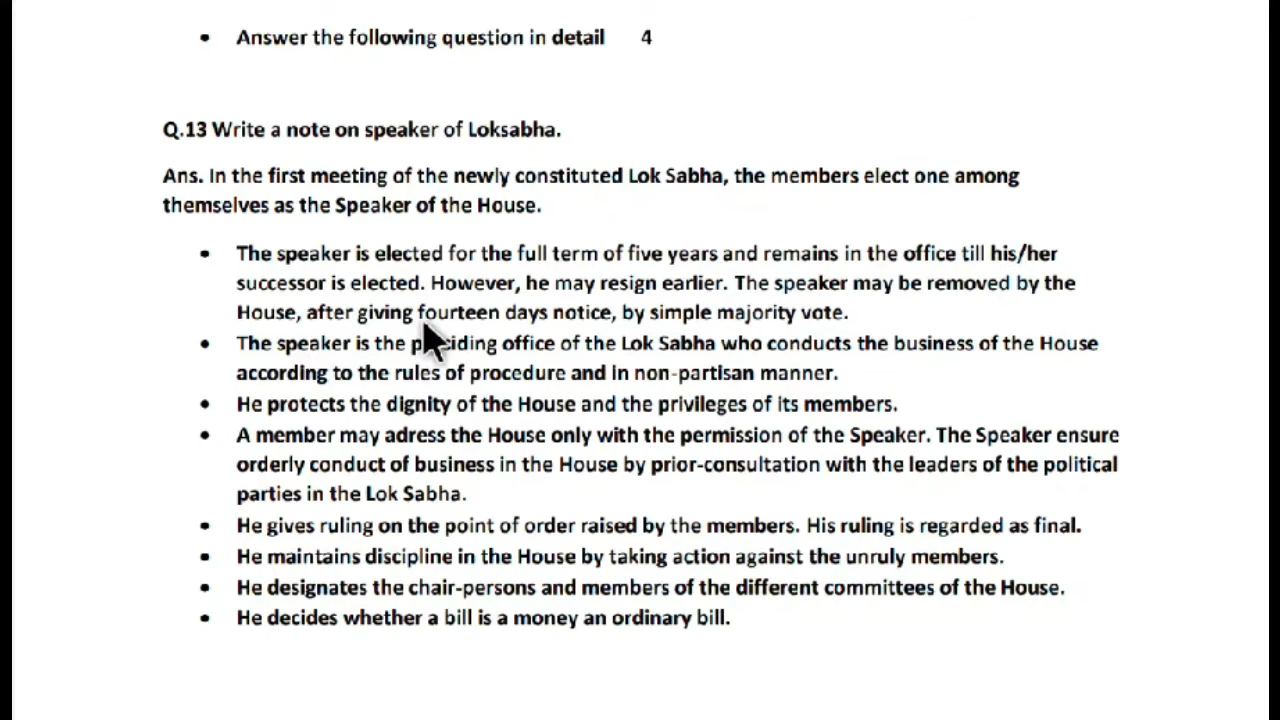 • Answer the following question in detail 4
Q.13 Write a note on speaker of Loksabha.
Ans. In the first meeting of the newly constituted Lok Sabha, the members elect one among
themselves as the Speaker of the House.
• The speaker is elected for the full term of five years and remains in the office till his/her
successor is elected. However, he may resign earlier. The speaker may be removed by the
House, after giving fourteen days notice, by simple majority vote.
• The speaker is the presiding office of the Lok Sabha who conducts the business of the House
according to the rules of procedure and in non-partisan manner.
• He protects the dignity of the House and the privileges of its members.
• A member may adress the House only with the permission of the Speaker. The Speaker ensure
orderly conduct of business in the House by prior-consultation with the leaders of the political
parties in the Lok Sabha.
• He gives ruling on the point of order raised by the members. His ruling is regarded as final.
• He maintains discipline in the House by taking action against the unruly members.
• He designates the chair-persons and members of the different committees of the House.
• He decides whether a bill is a money an ordinary bill.